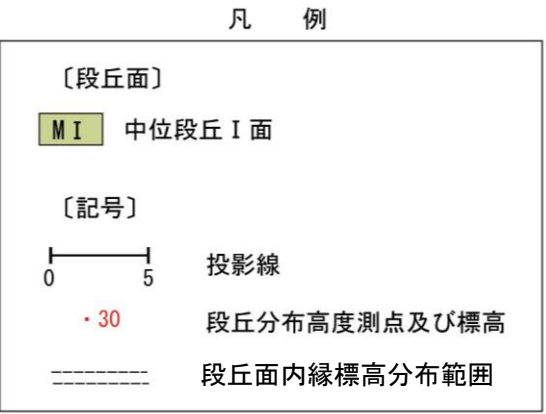 凡　例
〔段丘面〕
MⅠ 中位段丘Ⅰ面
〔記号〕
0 5 投影線
・30 段丘分布高度測点及び標高
段丘面内縁標高分布範囲